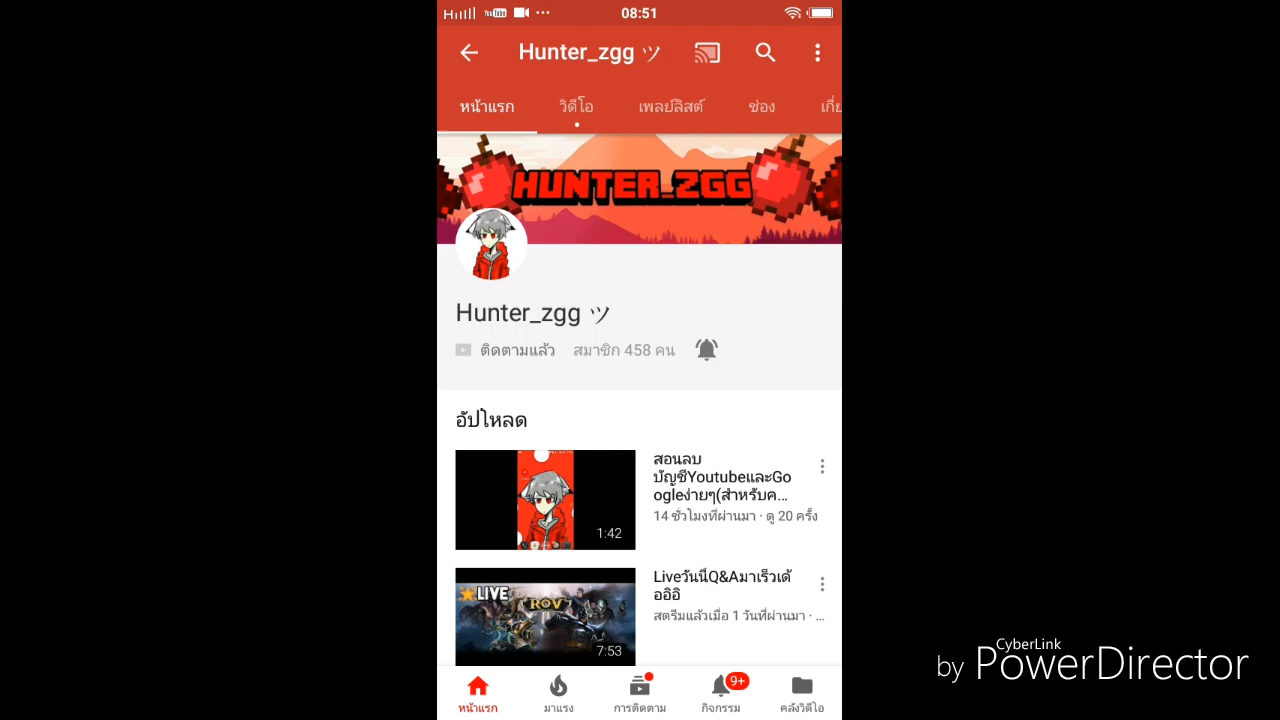 H YouTube 08:51
Hunter_zgg ツ
หน้าแรก วิดีโอ เพลย์ลิสต์ ช่อง เกี่ย
HUNTER_ZGG
Hunter_zgg ツ
ติดตามแล้ว สมาชิก 458 คน
อัปโหลด
สอนลบ
บัญชีYoutubeและGo
ogleง่ายๆ(สำหรับค...
14 ชั่วโมงที่ผ่านมา · ดู 20 ครั้ง
1:42
Liveวันนี้Q&Aมาเร็วเด้
ออิอิ
สตรีมแล้วเมื่อ 1 วันที่ผ่านมา · ...
LIVE
ROV
7:53
9+
หน้าแรก มาแรง การติดตาม กิจกรรม คลังวิดีโอ
CyberLink
by PowerDirector